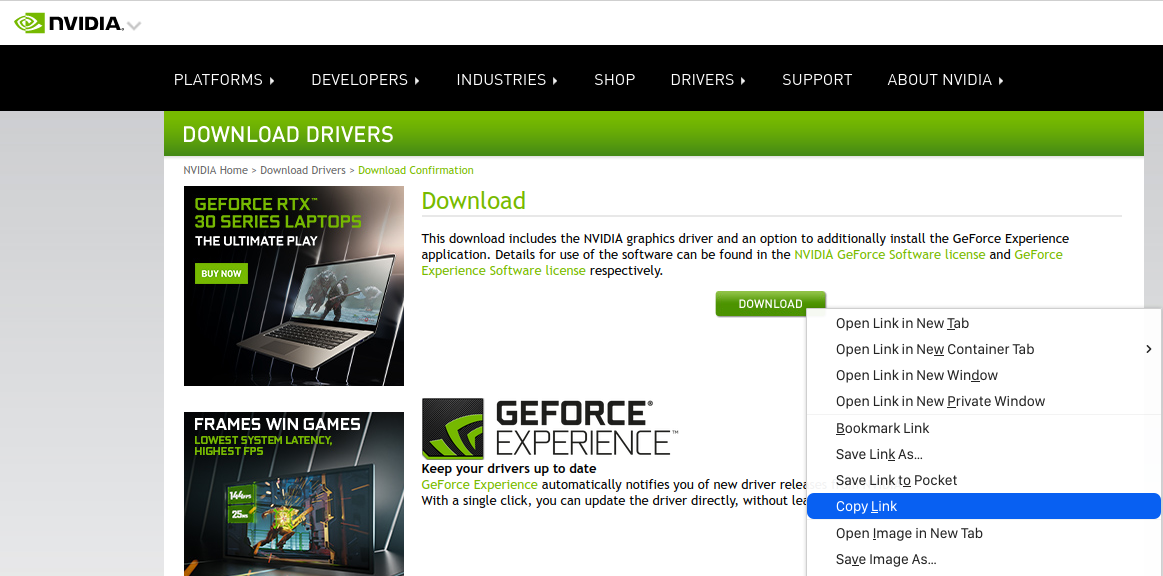 NVIDIA.
PLATFORMS DEVELOPERS INDUSTRIES SHOP DRIVERS SUPPORT ABOUT NVIDIA
DOWNLOAD DRIVERS
NVIDIA Home > Download Drivers > Download Confirmation
GEFORCE RTX™
30 SERIES LAPTOPS
THE ULTIMATE PLAY
BUY NOW
Download
This download includes the NVIDIA graphics driver and an option to additionally install the GeForce Experience
application. Details for use of the software can be found in the NVIDIA GeForce Software license and GeForce
Experience Software license respectively.
DOWNLOAD
Open Link in New Tab
Open Link in New Container Tab
Open Link in New Window
Open Link in New Private Window
Bookmark Link
Save Link As...
Save Link to Pocket
Copy Link
Open Image in New Tab
Save Image As...
FRAMES WIN GAMES
LOWEST SYSTEM LATENCY,
HIGHEST FPS
144FPS
25MS
GEFORCE®
EXPERIENCE™
Keep your drivers up to date
GeForce Experience automatically notifies you of new driver releas
With a single click, you can update the driver directly, without lea